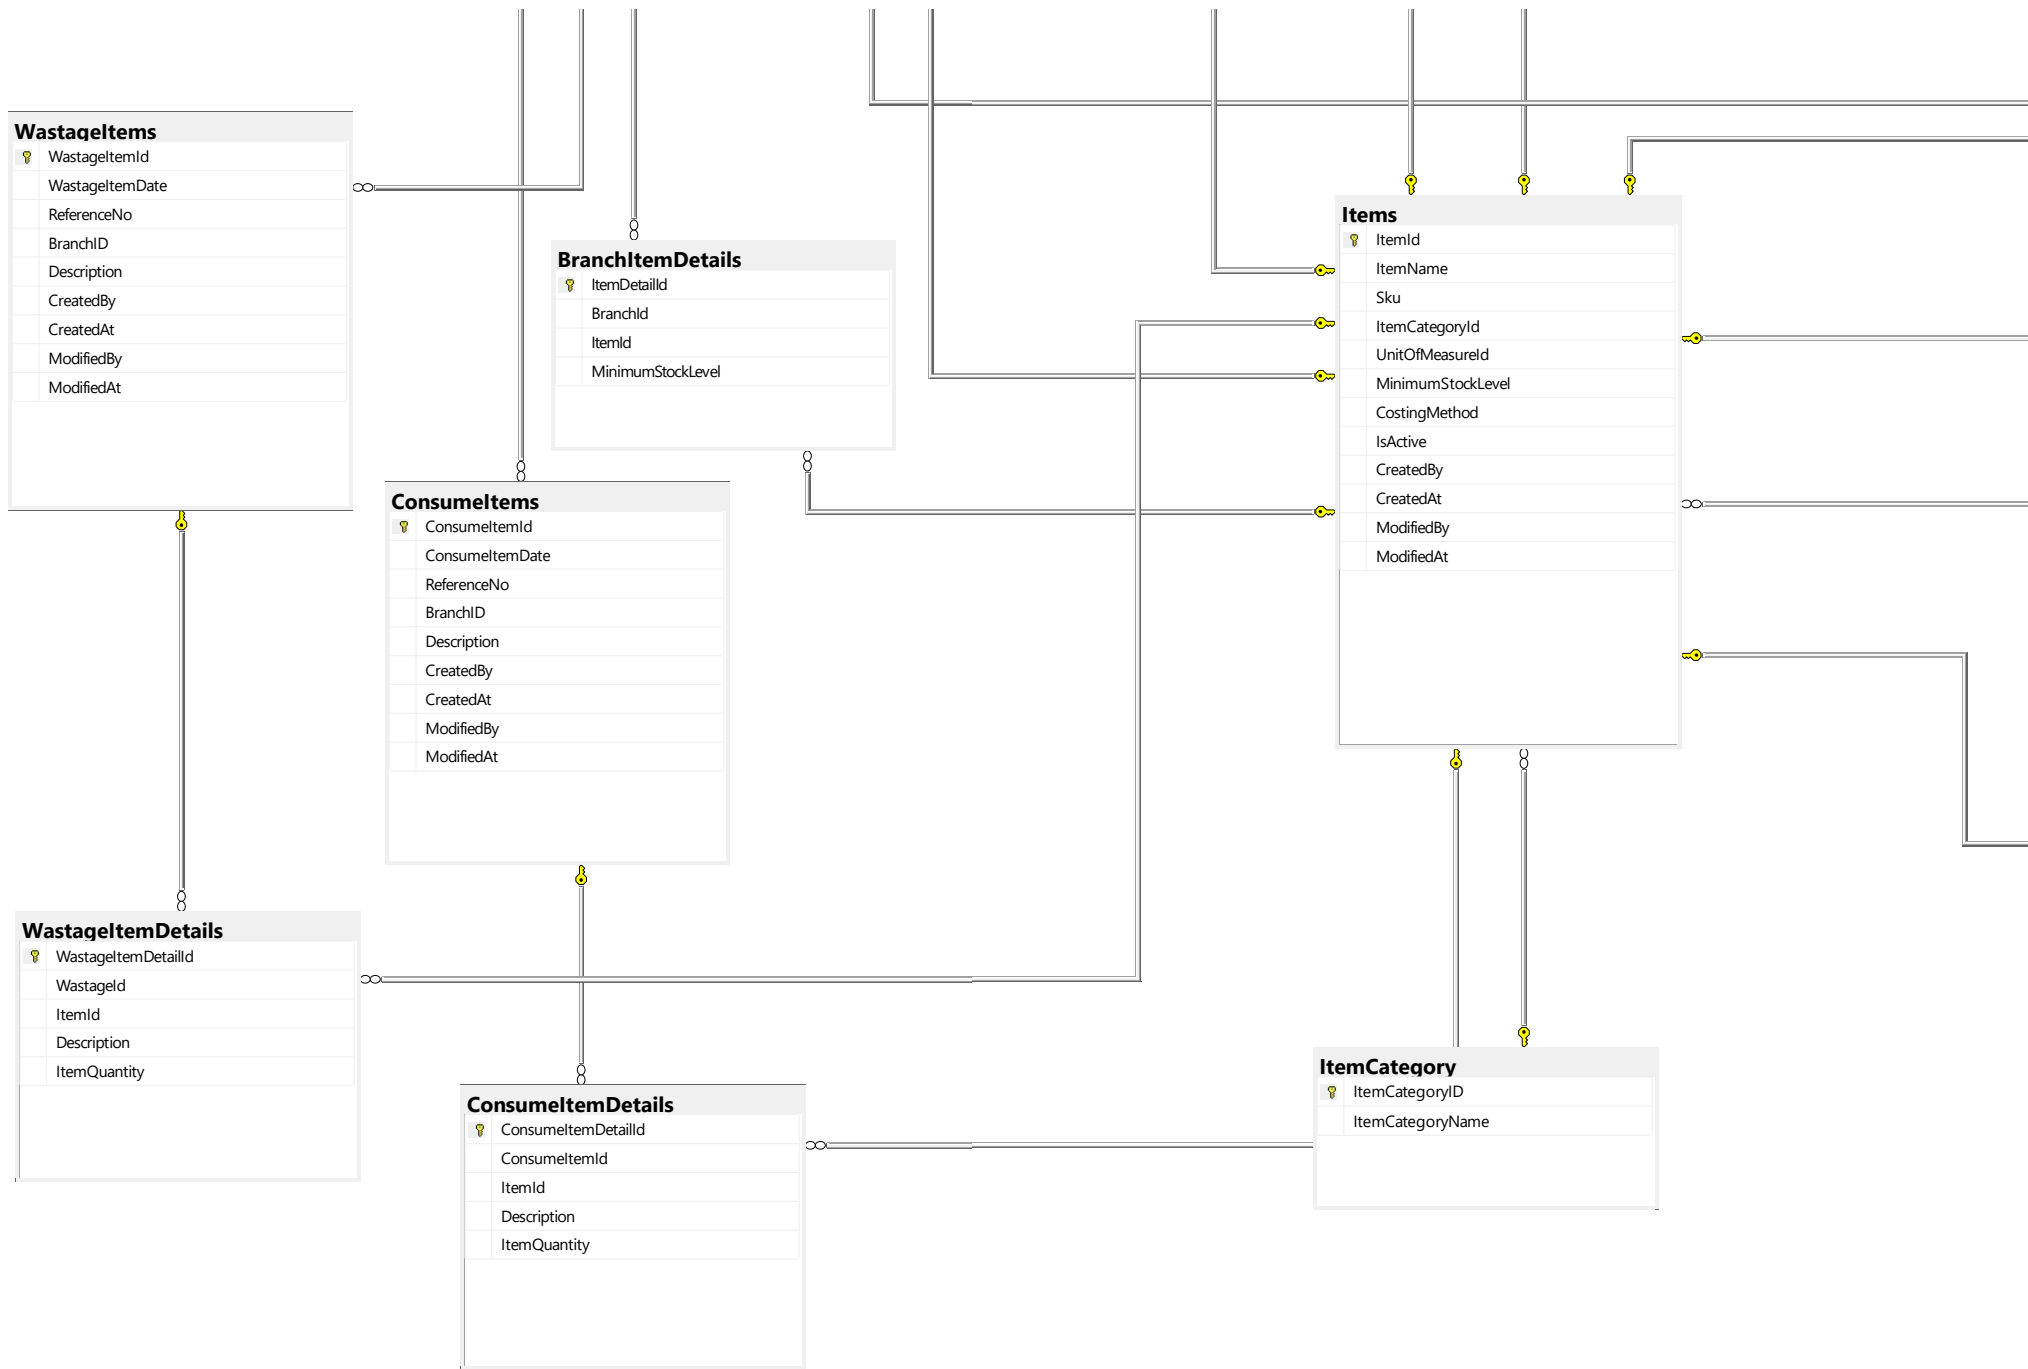 WastageItems
WastageItemId
WastageItemDate
ReferenceNo
BranchID
Description
CreatedBy
CreatedAt
ModifiedBy
ModifiedAt
BranchItemDetails
ItemDetailId
BranchId
ItemId
MinimumStockLevel
Items
ItemId
ItemName
Sku
ItemCategoryId
UnitOfMeasureId
MinimumStockLevel
CostingMethod
IsActive
CreatedBy
CreatedAt
ModifiedBy
ModifiedAt
ConsumeItems
ConsumeItemId
ConsumeItemDate
ReferenceNo
BranchID
Description
CreatedBy
CreatedAt
ModifiedBy
ModifiedAt
WastageItemDetails
WastageItemDetailId
WastageId
ItemId
Description
ItemQuantity
ConsumeItemDetails
ConsumeItemDetailId
ConsumeItemId
ItemId
Description
ItemQuantity
ItemCategory
ItemCategoryID
ItemCategoryName